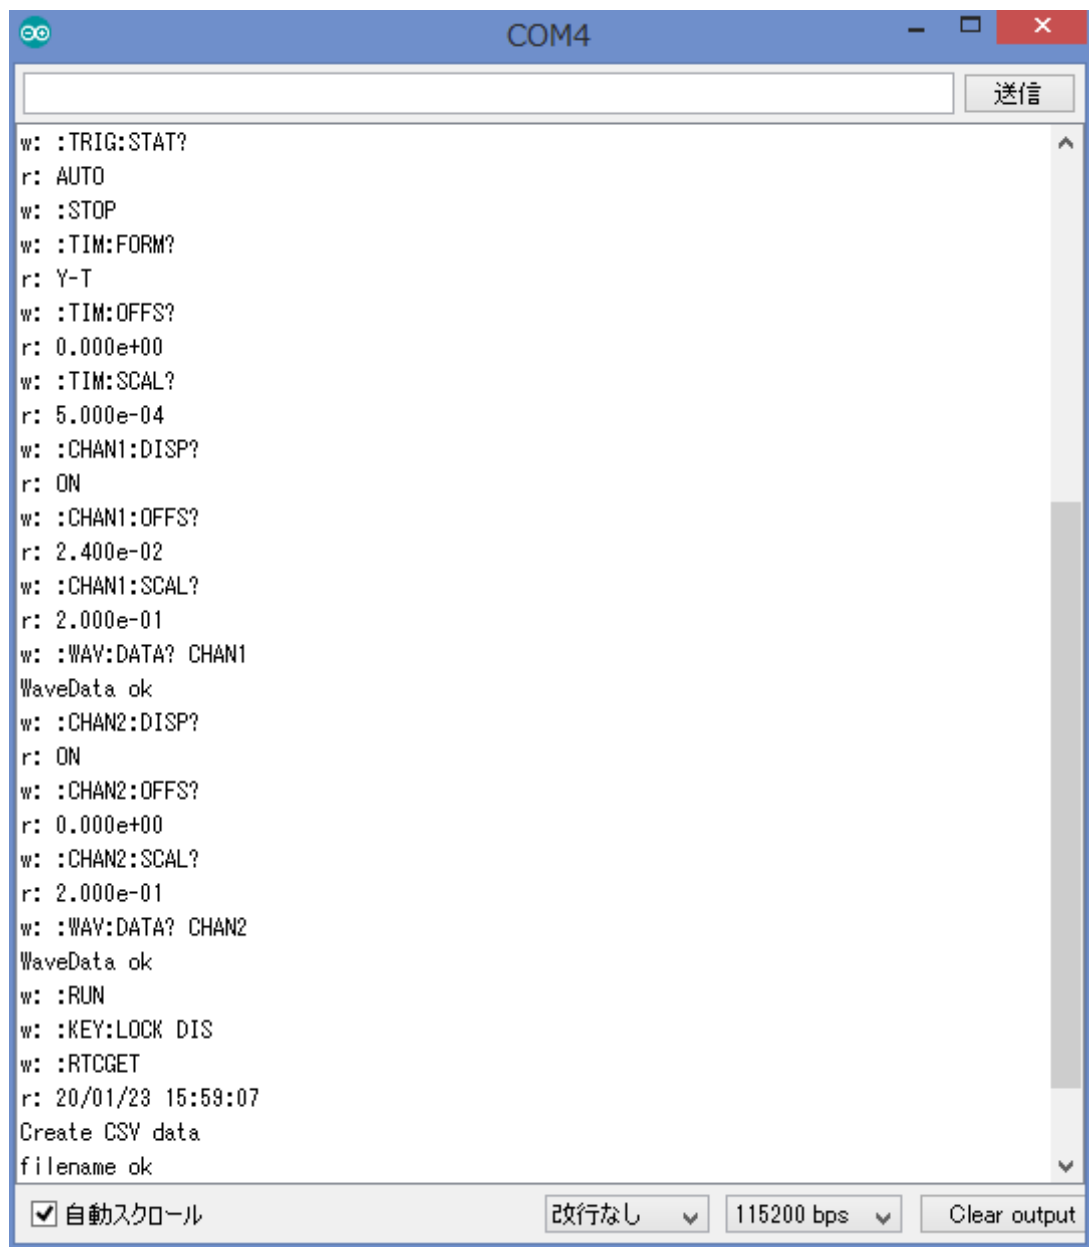 COM4
送信
w: :TRIG:STAT?
r: AUTO
w: :STOP
w: :TIM:FORM?
r: Y-T
w: :TIM:OFFS?
r: 0.000e+00
w: :TIM:SCAL?
r: 5.000e-04
w: :CHAN1:DISP?
r: ON
w: :CHAN1:OFFS?
r: 2.400e-02
w: :CHAN1:SCAL?
r: 2.000e-01
w: :WAV:DATA? CHAN1
WaveData ok
w: :CHAN2:DISP?
r: ON
w: :CHAN2:OFFS?
r: 0.000e+00
w: :CHAN2:SCAL?
r: 2.000e-01
w: :WAV:DATA? CHAN2
WaveData ok
w: :RUN
w: :KEY:LOCK DIS
w: :RTCGET
r: 20/01/23 15:59:07
Create CSV data
filename ok
自動スクロール 改行なし 115200 bps Clear output